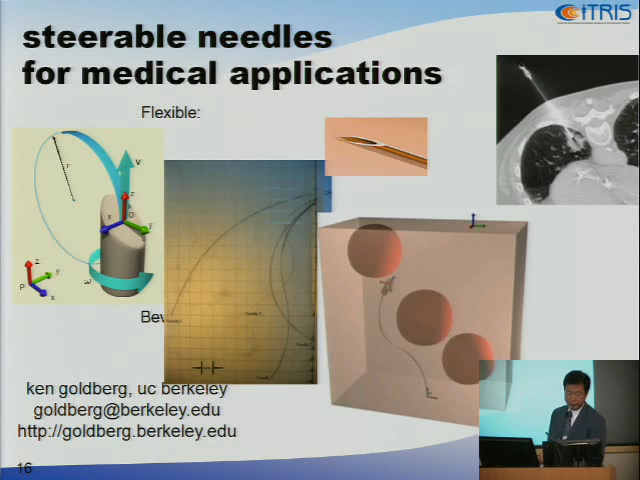 CiTRIS
steerable needles
for medical applications
Flexible:
r
v
z
O
x
y
ω
z
y
P
x
Bev
ken goldberg, uc berkeley
goldberg@berkeley.edu
http://goldberg.berkeley.edu
16